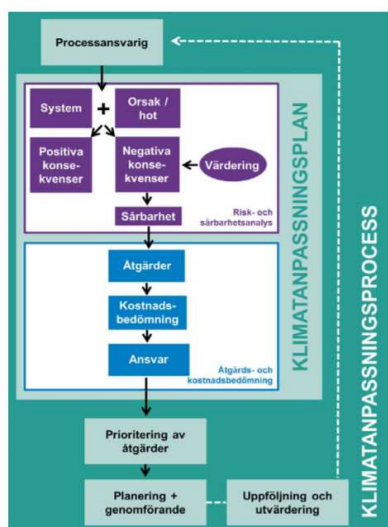 Processansvarig
System
+
Orsak /
hot
Positiva
konse-
kvenser
Negativa
konse-
kvenser
Värdering
Sårbarhet
Risk- och
sårbarhetsanalys
Åtgärder
Kostnads-
bedömning
Ansvar
Åtgärds- och
kostnadsbedömning
KLIMATANPASSNINGSPLAN
Prioritering av
åtgärder
Planering +
genomförande
Uppföljning och
utvärdering
KLIMATANPASSNINGSPROCESS